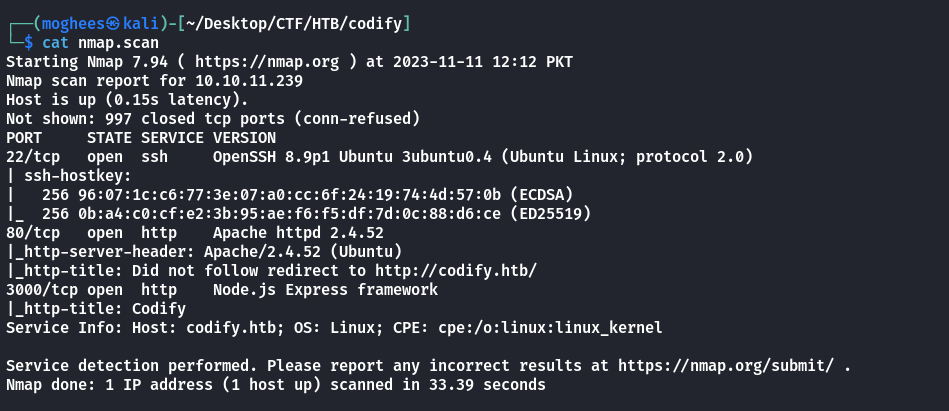 ┌──(moghees㉿kali)-[~/Desktop/CTF/HTB/codify]
└─$ cat nmap.scan
Starting Nmap 7.94 ( https://nmap.org ) at 2023-11-11 12:12 PKT
Nmap scan report for 10.10.11.239
Host is up (0.15s latency).
Not shown: 997 closed tcp ports (conn-refused)
PORT     STATE SERVICE VERSION
22/tcp   open  ssh     OpenSSH 8.9p1 Ubuntu 3ubuntu0.4 (Ubuntu Linux; protocol 2.0)
| ssh-hostkey:
|   256 96:07:1c:c6:77:3e:07:a0:cc:6f:24:19:74:4d:57:0b (ECDSA)
|_  256 0b:a4:c0:cf:e2:3b:95:ae:f6:f5:df:7d:0c:88:d6:ce (ED25519)
80/tcp   open  http    Apache httpd 2.4.52
|_http-server-header: Apache/2.4.52 (Ubuntu)
|_http-title: Did not follow redirect to http://codify.htb/
3000/tcp open  http    Node.js Express framework
|_http-title: Codify
Service Info: Host: codify.htb; OS: Linux; CPE: cpe:/o:linux:linux_kernel
Service detection performed. Please report any incorrect results at https://nmap.org/submit/ .
Nmap done: 1 IP address (1 host up) scanned in 33.39 seconds